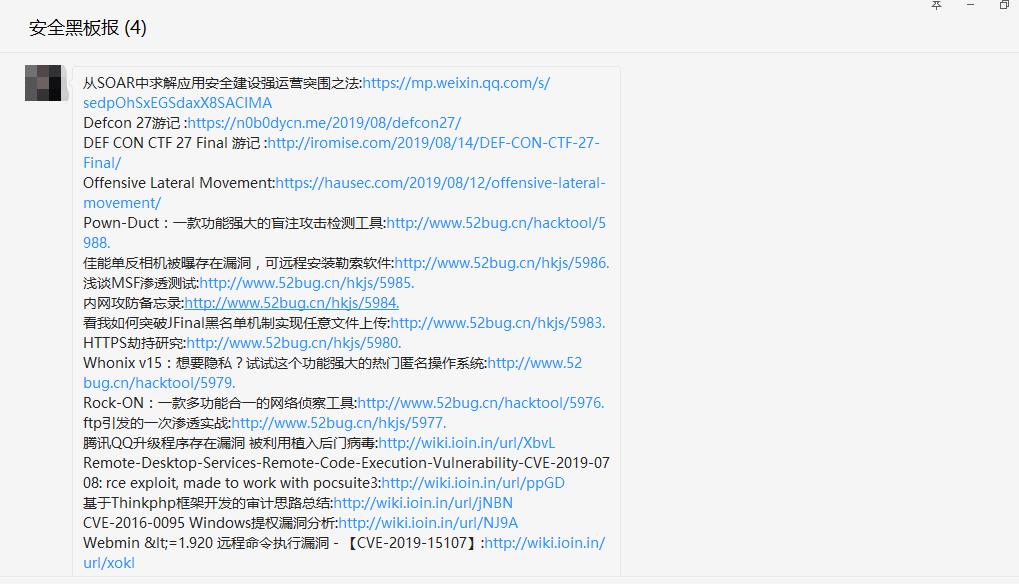 安全黑板报 (4)
从SOAR中求解应用安全建设强运营突围之法:https://mp.weixin.qq.com/s/
sedpOhSxEGSdaxX8SACIMA
Defcon 27游记 :https://n0b0dycn.me/2019/08/defcon27/
DEF CON CTF 27 Final 游记 :http://iromise.com/2019/08/14/DEF-CON-CTF-27-
Final/
Offensive Lateral Movement:https://hausec.com/2019/08/12/offensive-lateral-
movement/
Pown-Duct：一款功能强大的盲注攻击检测工具:http://www.52bug.cn/hacktool/5
988.
佳能单反相机被曝存在漏洞，可远程安装勒索软件:http://www.52bug.cn/hkjs/5986.
浅谈MSF渗透测试:http://www.52bug.cn/hkjs/5985.
内网攻防备忘录:http://www.52bug.cn/hkjs/5984.
看我如何突破JFinal黑名单机制实现任意文件上传:http://www.52bug.cn/hkjs/5983.
HTTPS劫持研究:http://www.52bug.cn/hkjs/5980.
Whonix v15：想要隐私？试试这个功能强大的热门匿名操作系统:http://www.52
bug.cn/hacktool/5979.
Rock-ON：一款多功能合一的网络侦察工具:http://www.52bug.cn/hacktool/5976.
ftp引发的一次渗透实战:http://www.52bug.cn/hkjs/5977.
腾讯QQ升级程序存在漏洞 被利用植入后门病毒:http://wiki.ioin.in/url/XbvL
Remote-Desktop-Services-Remote-Code-Execution-Vulnerability-CVE-2019-07
08: rce exploit, made to work with pocsuite3:http://wiki.ioin.in/url/ppGD
基于Thinkphp框架开发的审计思路总结:http://wiki.ioin.in/url/jNBN
CVE-2016-0095 Windows提权漏洞分析:http://wiki.ioin.in/url/NJ9A
Webmin &lt;=1.920 远程命令执行漏洞 - 【CVE-2019-15107】:http://wiki.ioin.in/
url/xokl